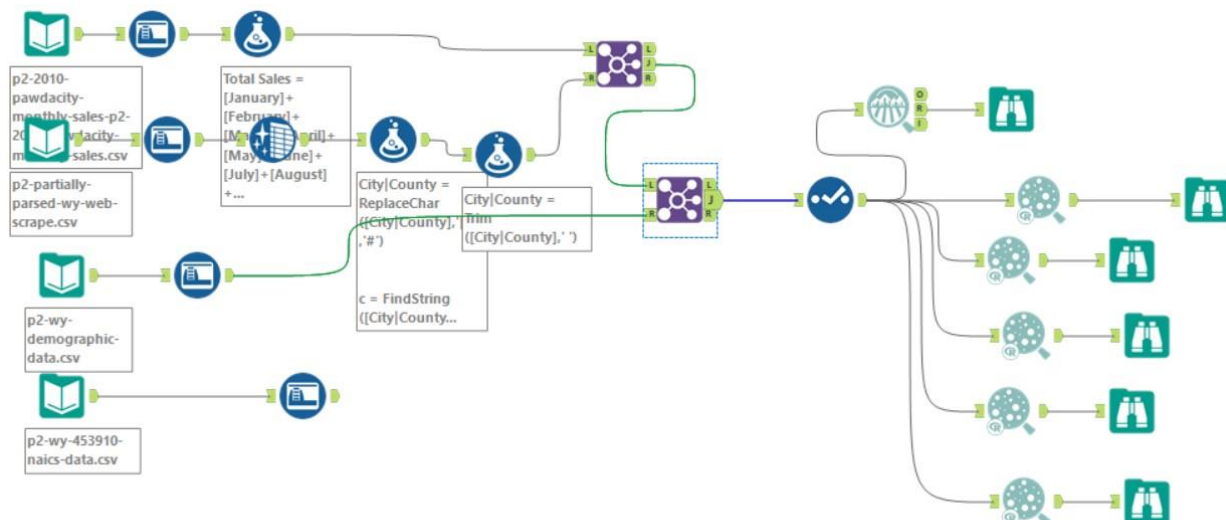 p2-2010-
pawdacity-
monthly-sales-p2-
sales.csv
Total Sales =
[January]+
[February]+
[May]
[July]+[August]
+...
p2-partially-
parsed-wy-web-
scrape.csv
City|County =
ReplaceChar
([City|County],'
,'#')
c = FindString
([City|County...
City|County =
Trim
([City|County],' ')
p2-wy-
demographic-
data.csv
p2-wy-453910-
naics-data.csv
L
R
L
J
R
L
R
L
J
R
O
R
I
R
R
R
R
R